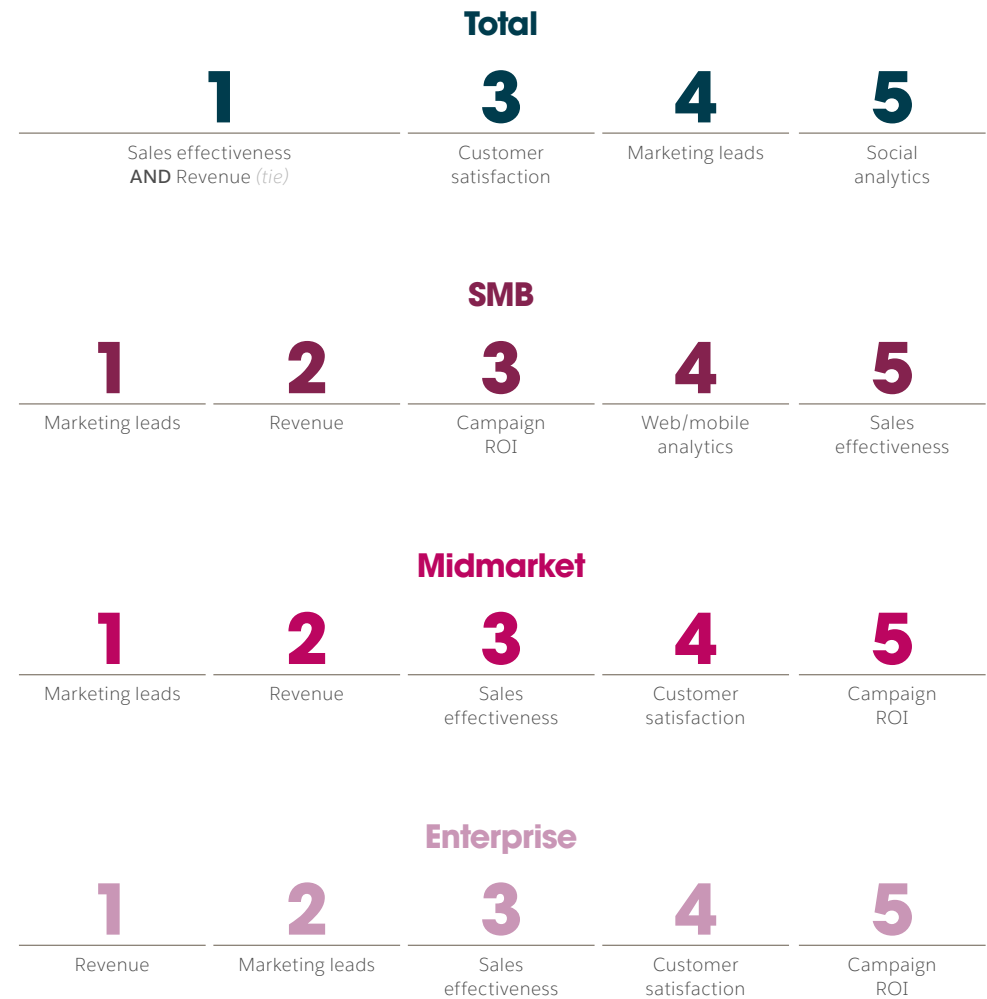 Total
1 3 4 5
Sales effectiveness Customer Marketing leads Social
AND Revenue (tie) satisfaction analytics
SMB
1 2 3 4 5
Marketing leads Revenue Campaign Web/mobile Sales
ROI analytics effectiveness
Midmarket
1 2 3 4 5
Marketing leads Revenue Sales Customer Campaign
effectiveness satisfaction ROI
Enterprise
1 2 3 4 5
Revenue Marketing leads Sales Customer Campaign
effectiveness satisfaction ROI